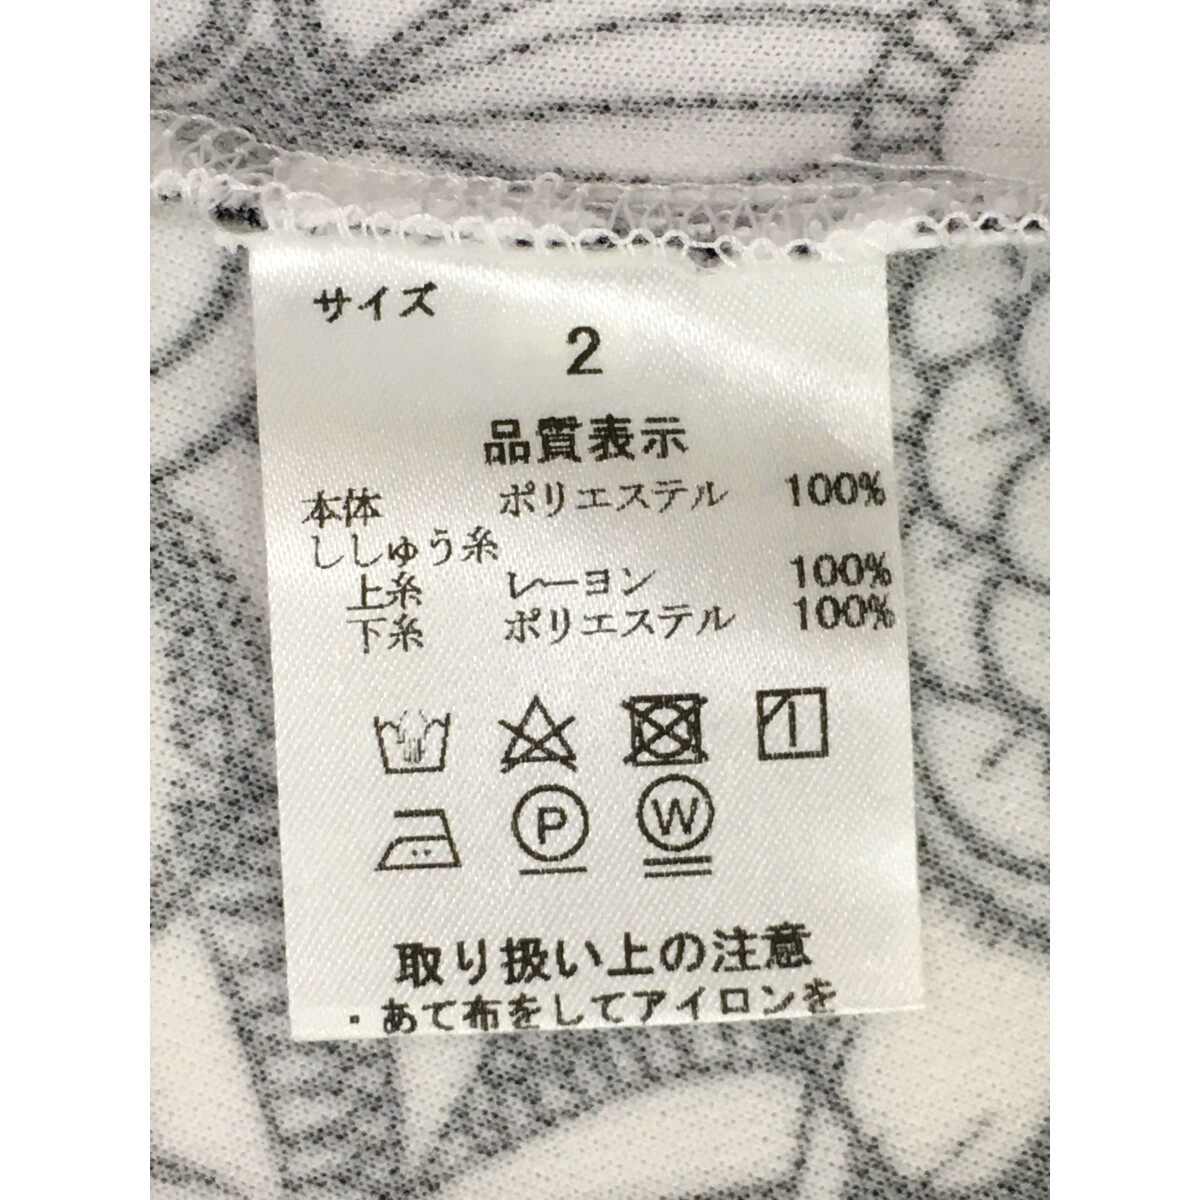 サイズ
2
品質表示
本体 ポリエステル 100%
ししゅう糸
上糸 レーヨン 100%
下糸 ポリエステル 100%
P W
取り扱い上の注意
・あて布をしてアイロンを